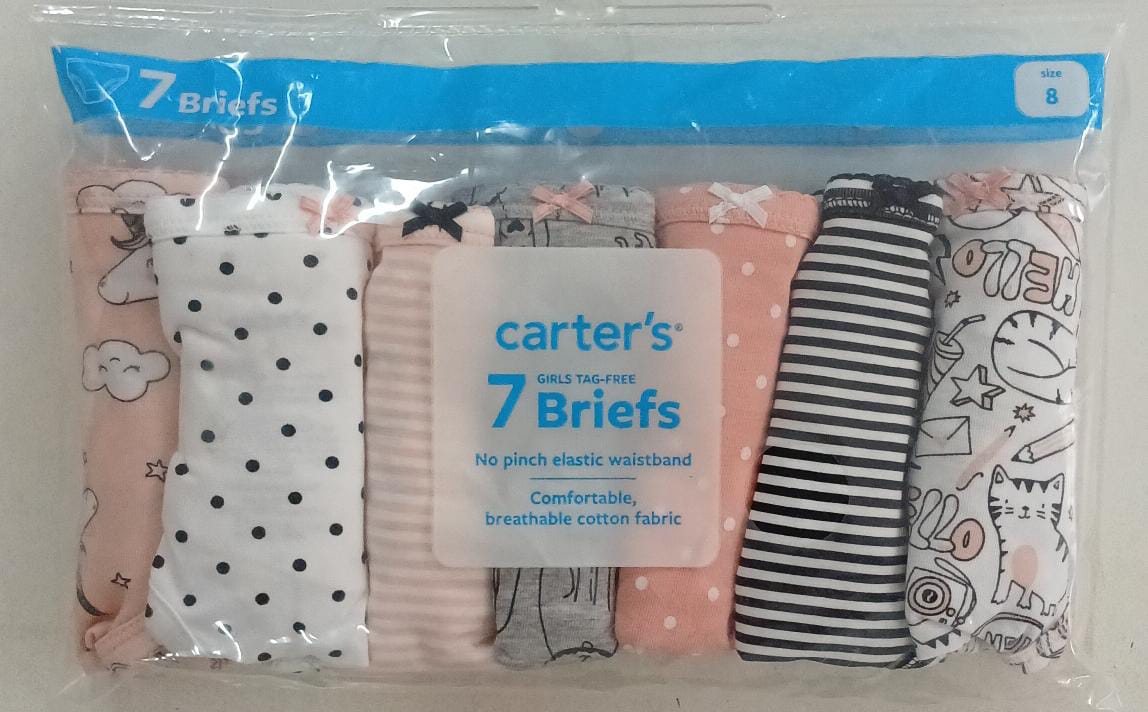 7 Briefs
size
8
carter's®
7 GIRLS TAG-FREE
Briefs
No pinch elastic waistband
Comfortable,
breathable cotton fabric
HELLO
ELLO